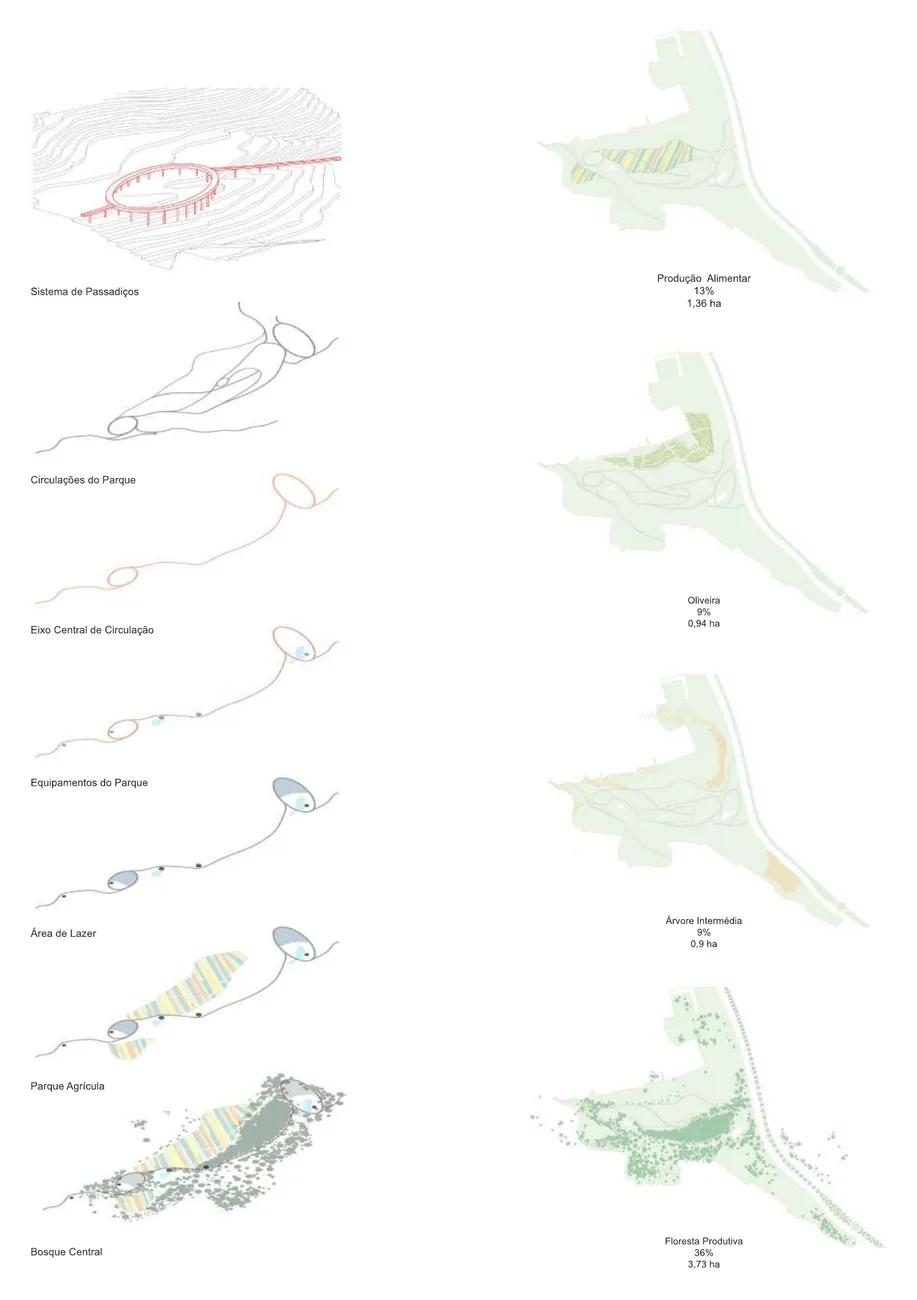 Sistema de Passadiços
Circulações do Parque
Eixo Central de Circulação
Equipamentos do Parque
Área de Lazer
Parque Agrícula
Bosque Central
Produção Alimentar
13%
1,36 ha
Oliveira
9%
0,94 ha
Árvore Intermédia
9%
0,9 ha
Floresta Produtiva
36%
3,73 ha